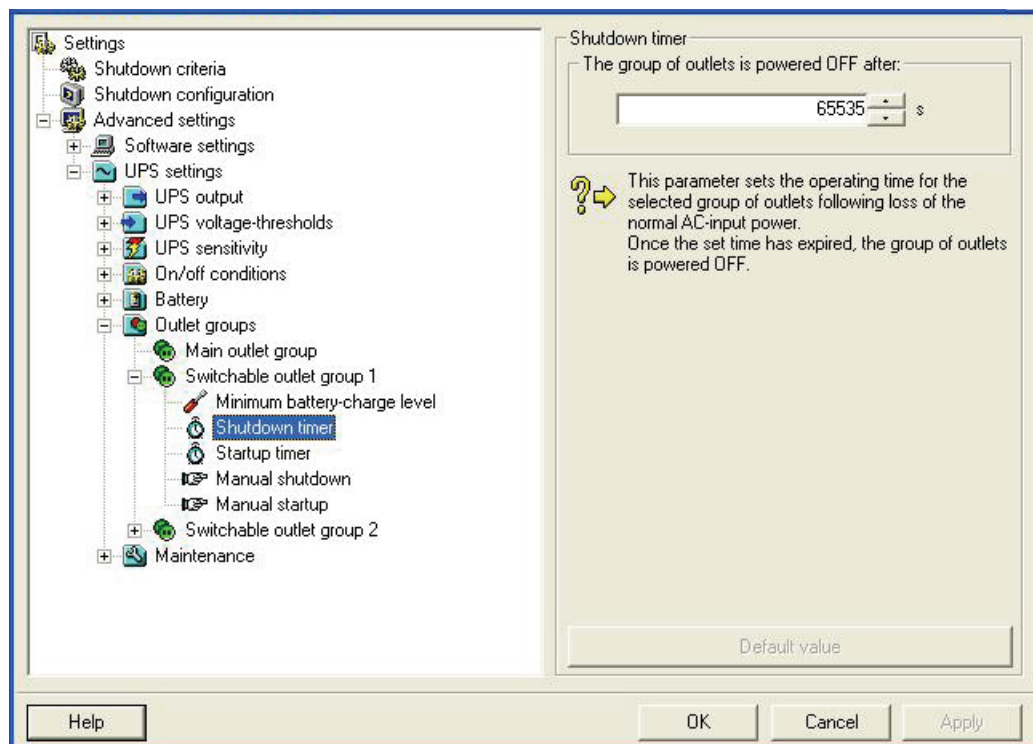 Settings
Shutdown criteria
Shutdown configuration
Advanced settings
Software settings
UPS settings
UPS output
UPS voltage-thresholds
UPS sensitivity
On/off conditions
Battery
Outlet groups
Main outlet group
Switchable outlet group 1
Minimum battery-charge level
Shutdown timer
Startup timer
Manual shutdown
Manual startup
Switchable outlet group 2
Maintenance
Shutdown timer
The group of outlets is powered OFF after:
65535 s
This parameter sets the operating time for the
selected group of outlets following loss of the
normal AC-input power.
Once the set time has expired, the group of outlets
is powered OFF.
Default value
Help OK Cancel Apply